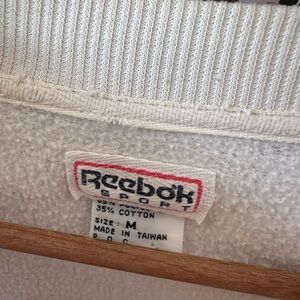 Reebok
SPORT
35% COTTON
SIZE: M
MADE IN TAIWAN
R O C